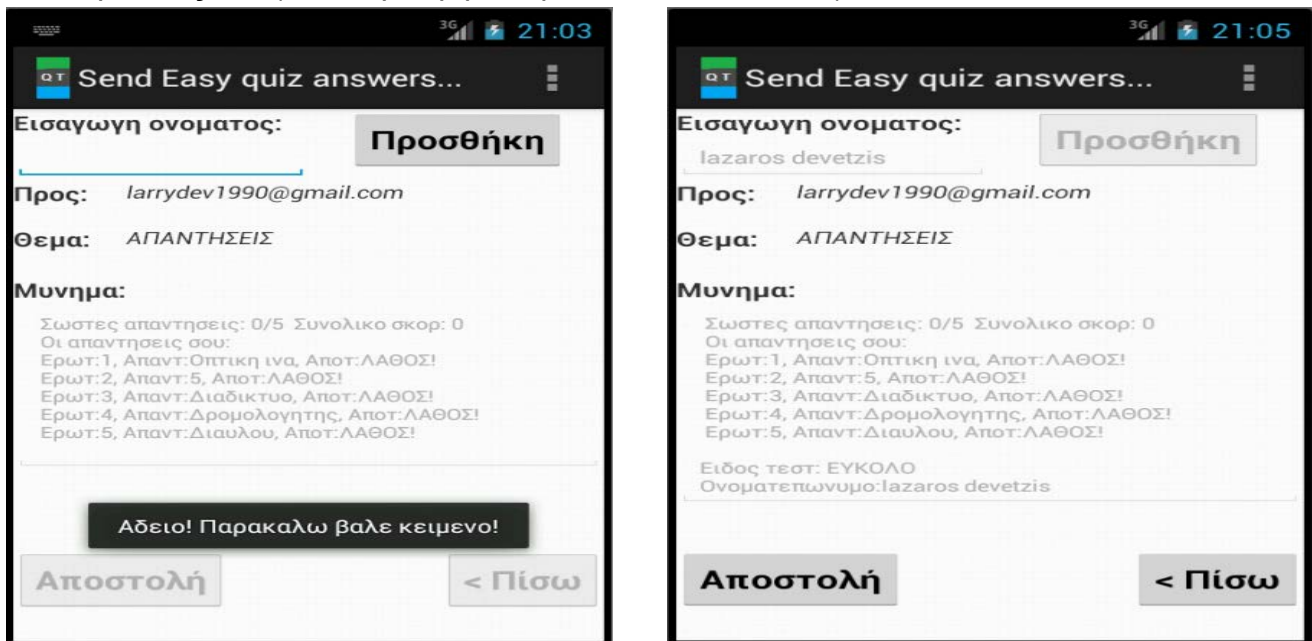 3G 21:03
QT Send Easy quiz answers...
Εισαγωγη ονοματος:
Προσθήκη
Προς: larrydev1990@gmail.com
Θεμα: ΑΠΑΝΤΗΣΕΙΣ
Μυνημα:
Σωστες απαντησεις: 0/5 Συνολικο σκορ: 0
Οι απαντησεις σου:
Ερωτ:1, Απαντ:Οπτικη ινα, Αποτ:ΛΑΘΟΣ!
Ερωτ:2, Απαντ:5, Αποτ:ΛΑΘΟΣ!
Ερωτ:3, Απαντ:Διαδικτυο, Αποτ:ΛΑΘΟΣ!
Ερωτ:4, Απαντ:Δρομολογητης, Αποτ:ΛΑΘΟΣ!
Ερωτ:5, Απαντ:Διαυλου, Αποτ:ΛΑΘΟΣ!
Αδειο! Παρακαλω βαλε κειμενο!
Αποστολή < Πίσω
3G 21:05
QT Send Easy quiz answers...
Εισαγωγη ονοματος:
Προσθήκη
lazaros devetzis
Προς: larrydev1990@gmail.com
Θεμα: ΑΠΑΝΤΗΣΕΙΣ
Μυνημα:
Σωστες απαντησεις: 0/5 Συνολικο σκορ: 0
Οι απαντησεις σου:
Ερωτ:1, Απαντ:Οπτικη ινα, Αποτ:ΛΑΘΟΣ!
Ερωτ:2, Απαντ:5, Αποτ:ΛΑΘΟΣ!
Ερωτ:3, Απαντ:Διαδικτυο, Αποτ:ΛΑΘΟΣ!
Ερωτ:4, Απαντ:Δρομολογητης, Αποτ:ΛΑΘΟΣ!
Ερωτ:5, Απαντ:Διαυλου, Αποτ:ΛΑΘΟΣ!
Ειδος τεστ: ΕΥΚΟΛΟ
Ονοματεπωνυμο:lazaros devetzis
Αποστολή < Πίσω